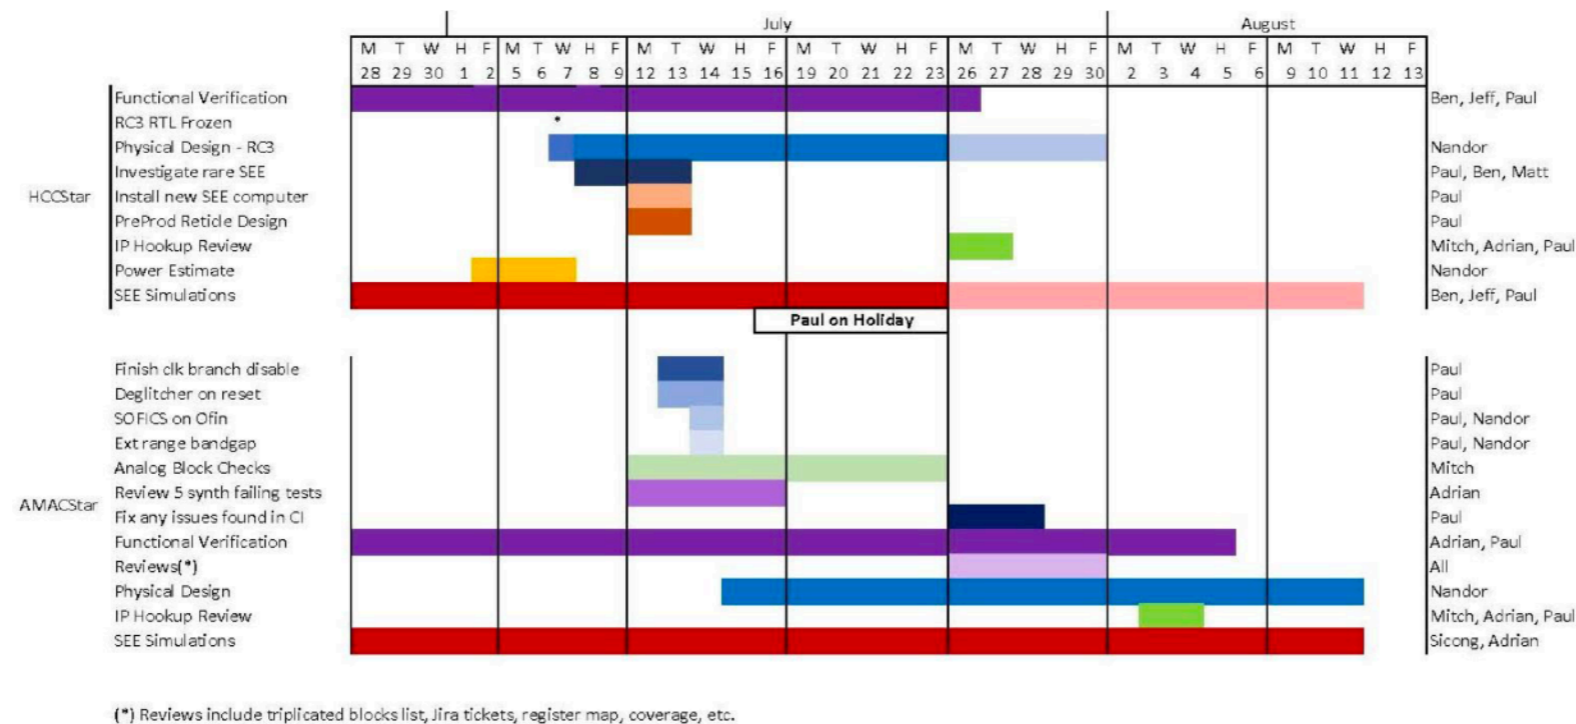 July August
M T W H F M T W H F M T W H F M T W H F M T W H F M T W H F M T W H F
28 29 30 1 2 5 6 7 8 9 12 13 14 15 16 19 20 21 22 23 26 27 28 29 30 2 3 4 5 6 9 10 11 12 13
Functional Verification Ben, Jeff, Paul
RC3 RTL Frozen *
Physical Design - RC3 Nandor
Investigate rare SEE Paul, Ben, Matt
HCCStar Install new SEE computer Paul
PreProd Reticle Design Paul
IP Hookup Review Mitch, Adrian, Paul
Power Estimate Nandor
SEE Simulations Ben, Jeff, Paul
Paul on Holiday
Finish clk branch disable Paul
Deglitcher on reset Paul
SOFICS on Ofin Paul, Nandor
Ext range bandgap Paul, Nandor
Analog Block Checks Mitch
Review 5 synth failing tests Adrian
AMACStar Fix any issues found in CI Paul
Functional Verification Adrian, Paul
Reviews(*) All
Physical Design Nandor
IP Hookup Review Mitch, Adrian, Paul
SEE Simulations Sicong, Adrian
(*) Reviews include triplicated blocks list, Jira tickets, register map, coverage, etc.